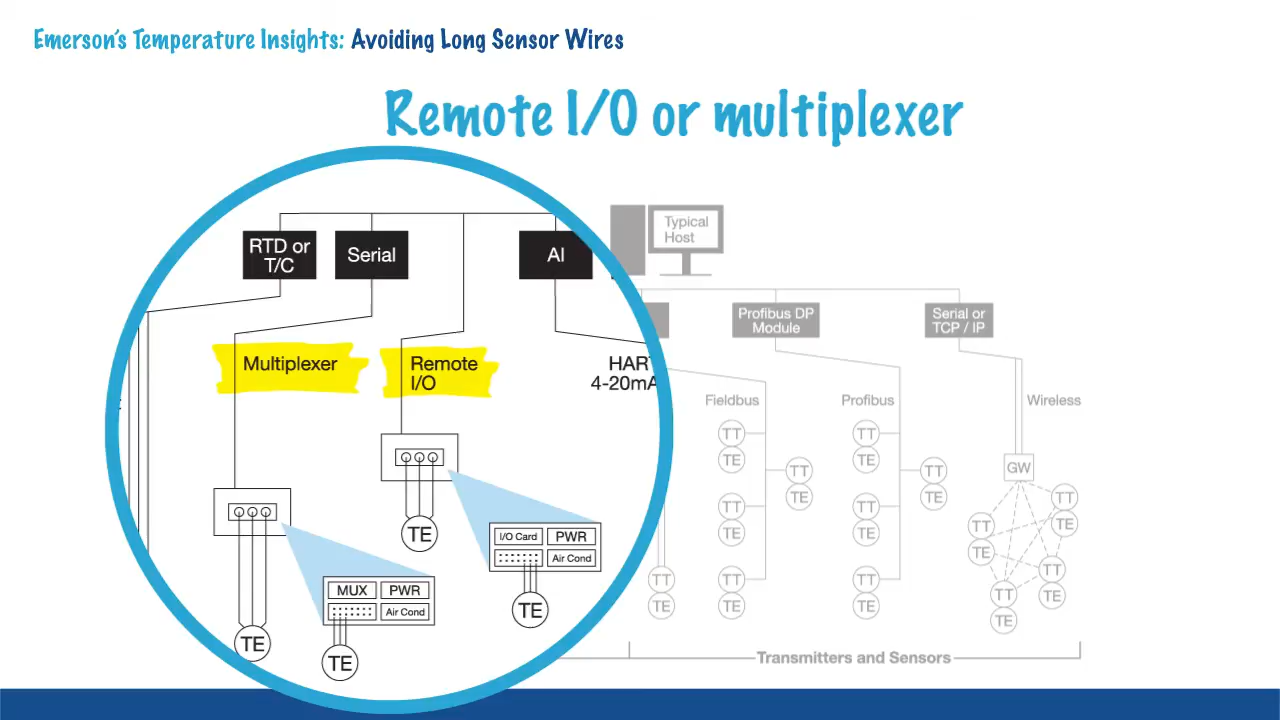 Emerson's Temperature Insights: Avoiding Long Sensor Wires
Remote I/O or multiplexer
RTD or
T/C
Serial
AI
Typical
Host
Profibus DP
Module
Serial or
TCP / IP
Multiplexer
Remote
I/O
HART
4-20mA
Fieldbus
Profibus
Wireless
TT
TE
TT
TE
TT
TE
TT
TE
TT
TE
TT
TE
TT
TE
TT
TE
TT
TE
GW
TT
TE
TT
TE
TT
TE
TT
TE
TE
I/O Card
PWR
Air Cond
TE
MUX
PWR
Air Cond
TE
TE
Transmitters and Sensors